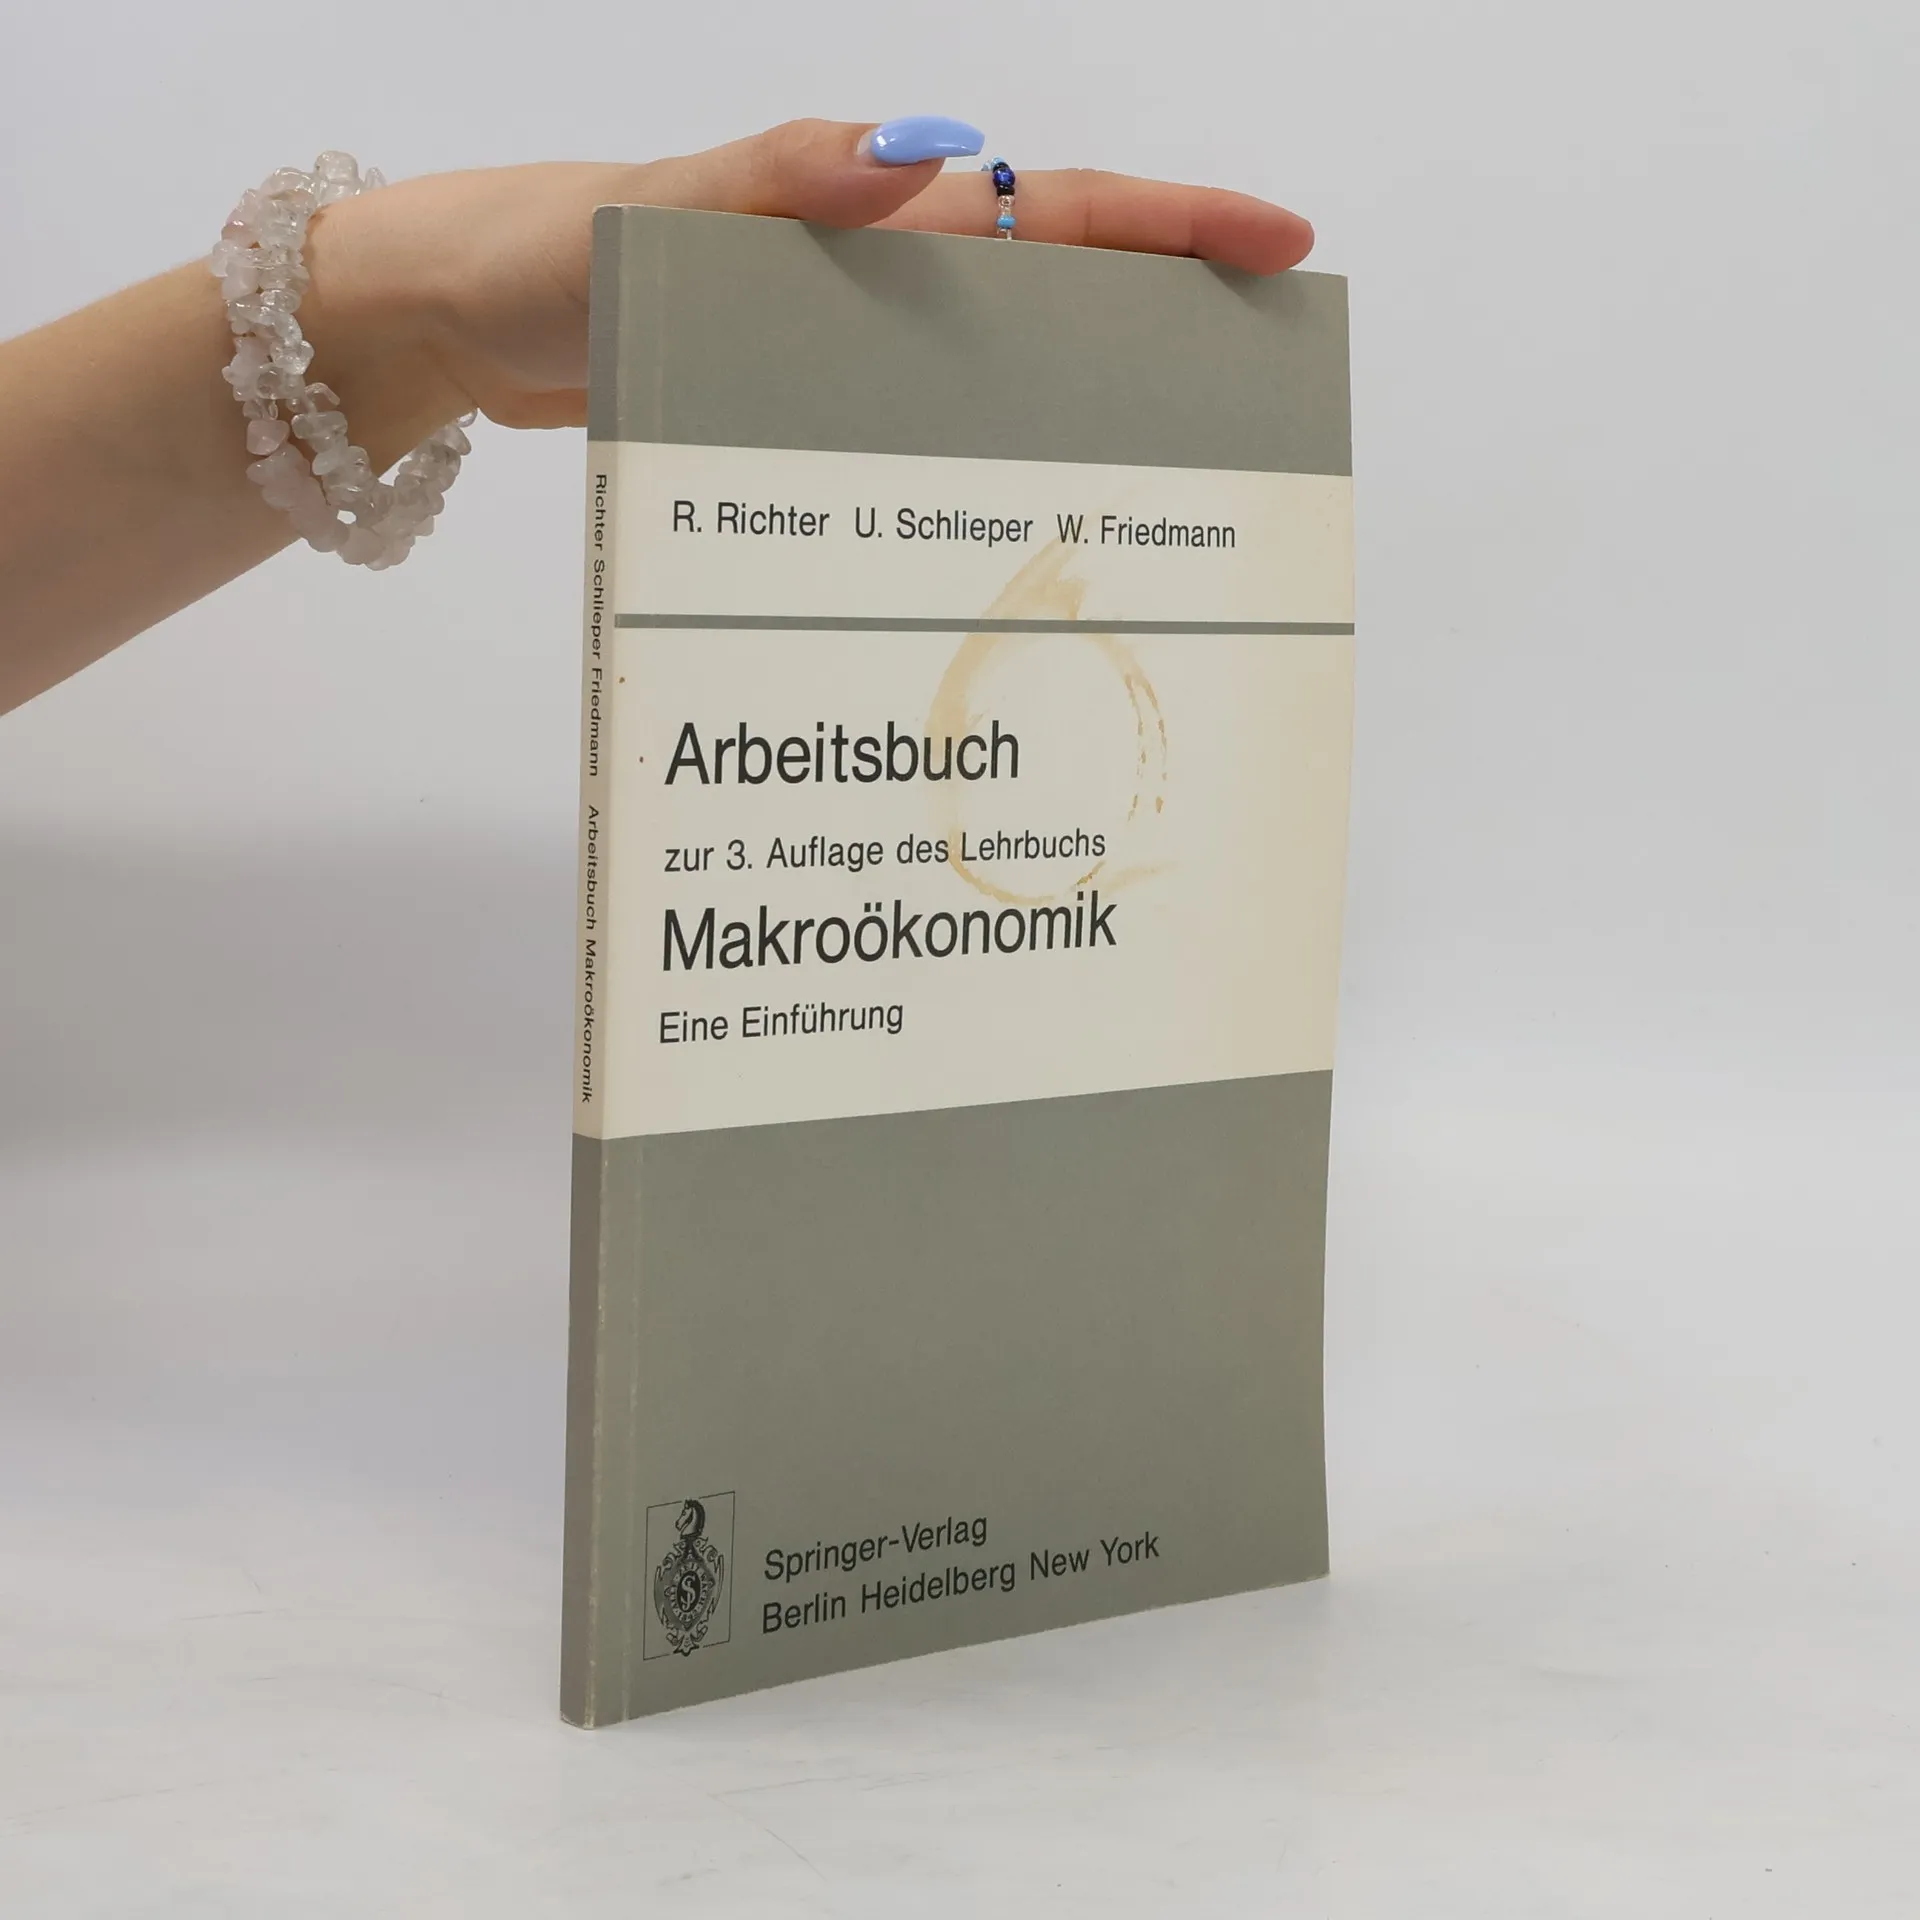 R. Richter U. Schlieper W. Friedmann
Arbeitsbuch
zur 3. Auflage des Lehrbuchs
Makroökonomik
Eine Einführung
Springer-Verlag
Berlin Heidelberg New York
Richter Schlieper Friedmann Arbeitsbuch Makroökonomik